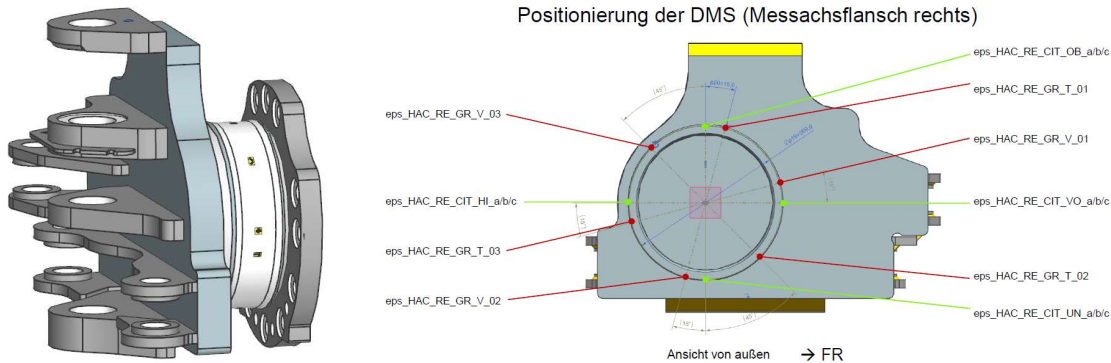 Positionierung der DMS (Messachsflansch rechts)
eps_HAC_RE_CIT_OB_a/b/c
eps_HAC_RE_GR_T_01
eps_HAC_RE_GR_V_03
eps_HAC_RE_GR_V_01
eps_HAC_RE_CIT_HI_a/b/c
eps_HAC_RE_CIT_VO_a/b/c
eps_HAC_RE_GR_T_03
eps_HAC_RE_GR_T_02
eps_HAC_RE_GR_V_02
eps_HAC_RE_CIT_UN_a/b/c
Ansicht von außen → FR